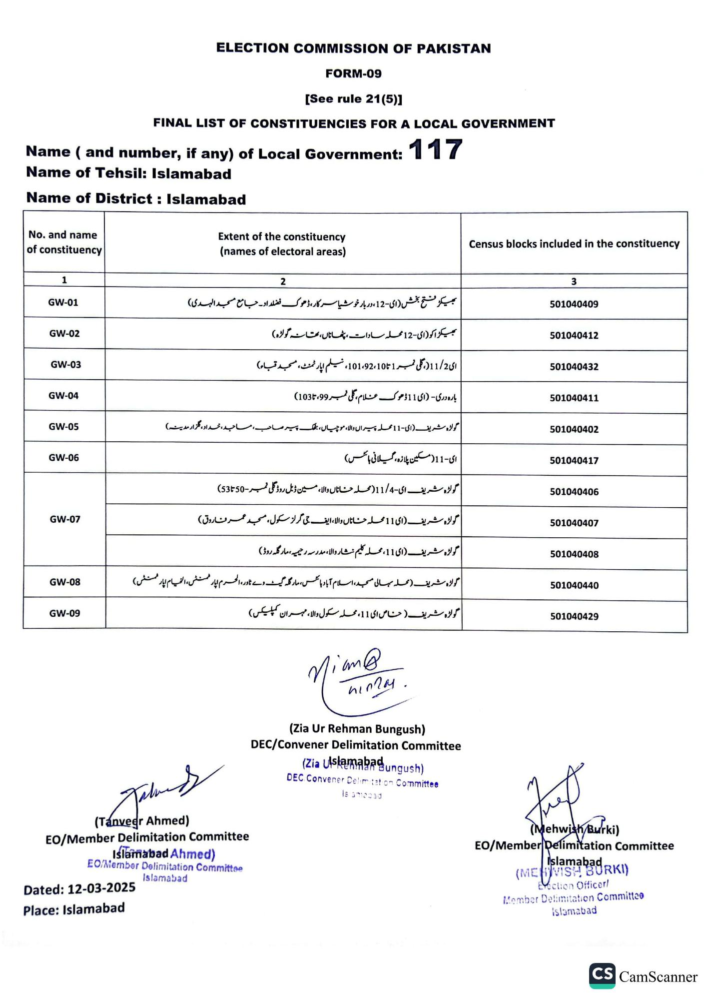 ELECTION COMMISSION OF PAKISTAN
FORM-09
[See rule 21(5)]
FINAL LIST OF CONSTITUENCIES FOR A LOCAL GOVERNMENT
Name ( and number, if any) of Local Government: 117
Name of Tehsil: Islamabad
Name of District : Islamabad
No. and name of constituency | Extent of the constituency (names of electoral areas) | Census blocks included in the constituency
1 | 2 | 3
GW-01 | بھیکڑ فتح بخش (ای-12، دربار خوشیا سرکار، ڈھوک فضلداد۔ جامع مسجد الہدی) | 501040409
GW-02 | بھیکڑ اکو (ای-12 محلہ سادات، پٹھاناں، تھانہ گولڑہ) | 501040412
GW-03 | ای 11/2(، گلی نمبر 1 تا 10، 92، 101، نیلم اپارٹمنٹ، مسجد قباء) | 501040432
GW-04 | بارہ دری- (ای 11 ڈھوک غلام، گلی نمبر 99، تا 103) | 501040411
GW-05 | گولڑہ شریف (ای-11 محلہ پیراں والا، موچیاں، بنگلہ پیر صاحب، مساجد، خداد، گلزار مدینہ) | 501040402
GW-06 | ای-11 (مسکین پلازہ، گیلانی ہائٹس) | 501040417
GW-07 | گولڑہ شریف ای-11/4 (محلہ خاناں والا، مین ڈبل روڈ گلی نمبر-50 تا 53) | 501040406
گولڑہ شریف (ای 11 محلہ خاناں والا، ایف جی گرلز سکول، مسجد عمر فاروق) | 501040407
گولڑہ شریف (ای 11، محلہ کلیم نثار والا، مدرسہ رحیمیہ، مارگلہ روڈ) | 501040408
GW-08 | گولڑہ شریف (محلہ سہالی مسجد، اسلام آباد ہائٹس، مارگلہ گیٹ وے ٹاور، الحرم اپارٹمنٹس، الخیام اپارٹمنٹس) | 501040440
GW-09 | گولڑہ شریف ( خاص ای 11، محلہ سکول والا، مہران کمپلیکس) | 501040429
(Zia Ur Rehman Bungush)
DEC/Convener Delimitation Committee
Islamabad
(Zia Ur Rehman Bungush)
DEC/Convener Delimitation Committee
Islamabad
(Tanveer Ahmed)
EO/Member Delimitation Committee
Islamabad
(Tanveer Ahmed)
EO/Member Delimitation Committee
Islamabad
(Mehwish Burki)
EO/Member Delimitation Committee
Islamabad
(MEHWISH BURKI)
Election Officer/
Member Delimitation Committee
Islamabad
Dated: 12-03-2025
Place: Islamabad
CS CamScanner